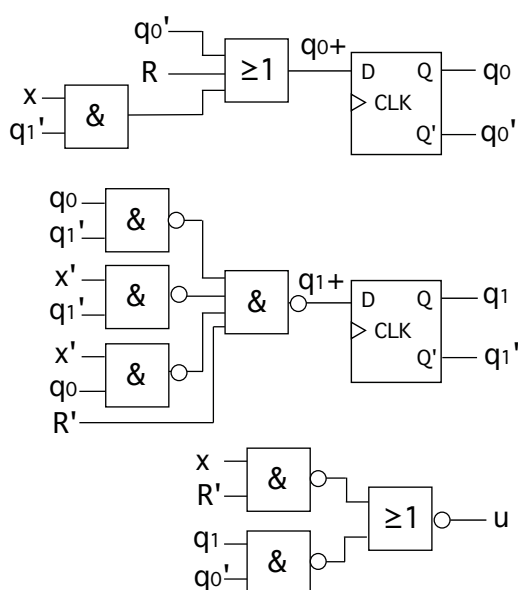 q0'
R
≥1
q0+
D
Q
q0
CLK
Q'
q0'
x
q1'
&
q0
q1'
&
x'
q1'
&
x'
q0
&
R'
&
q1+
D
Q
q1
CLK
Q'
q1'
x
R'
&
q1
q0'
&
≥1
u